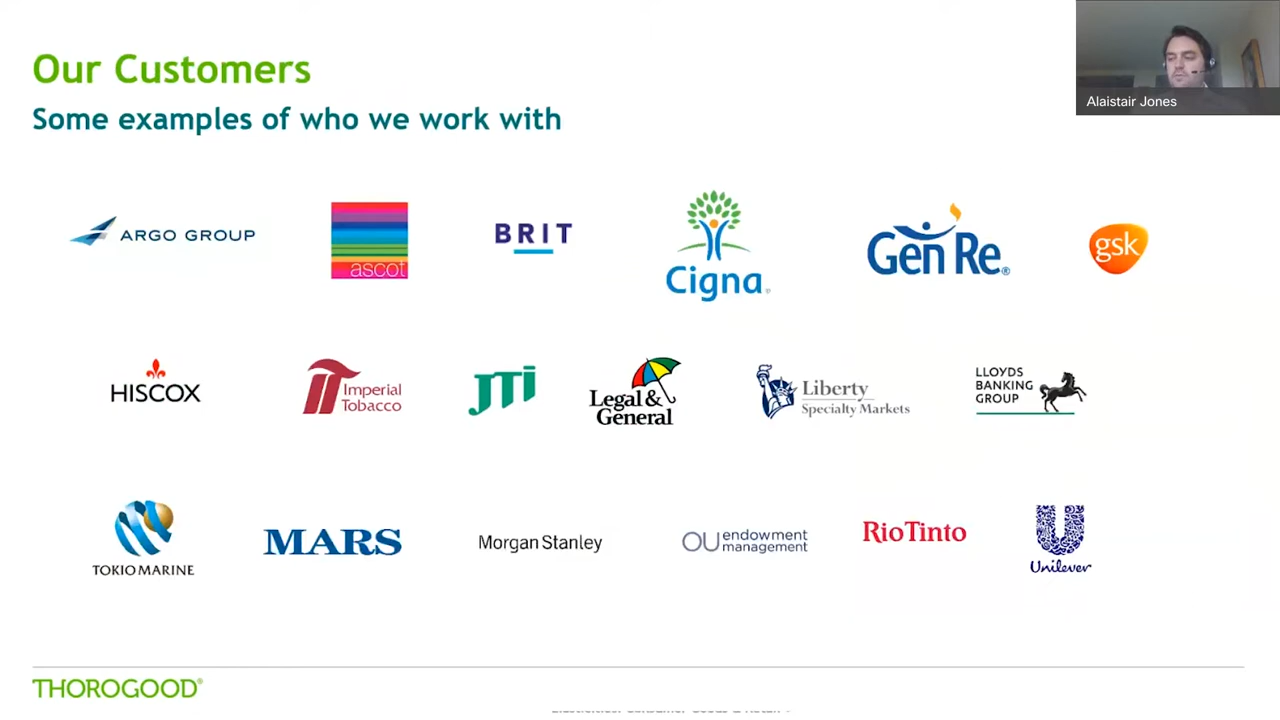 Our Customers
Some examples of who we work with
Alaistair Jones
ARGO GROUP
ascot
BRIT
Cigna
Gen Re®
gsk
HISCOX
Imperial
Tobacco
JTi
Legal &
General
Liberty
Specialty Markets
LLOYDS
BANKING
GROUP
TOKIO MARINE
MARS
Morgan Stanley
OU endowment
management
RioTinto
Unilever
THOROGOOD®